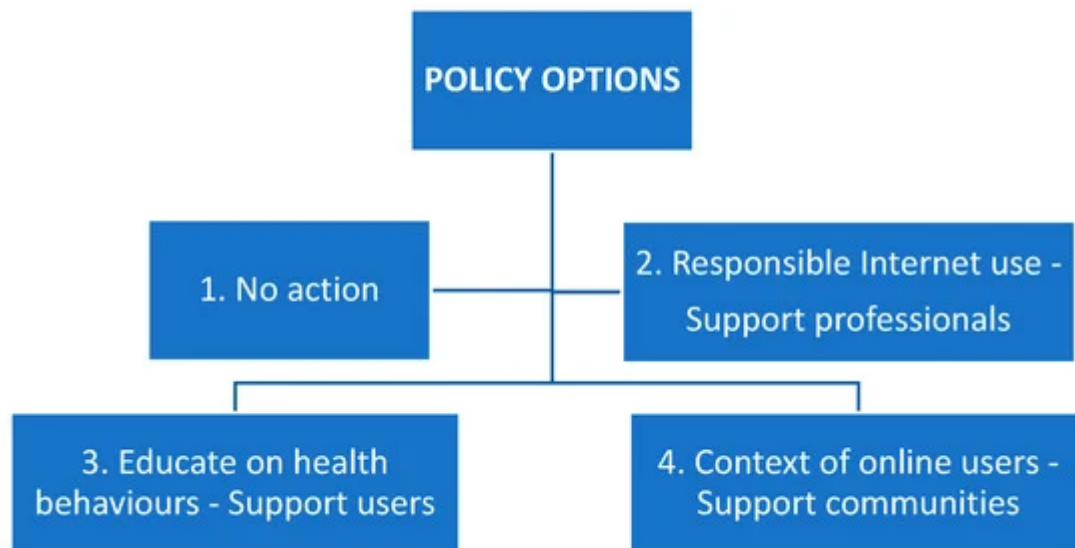 POLICY OPTIONS
1. No action
2. Responsible Internet use -
Support professionals
3. Educate on health
behaviours - Support users
4. Context of online users -
Support communities